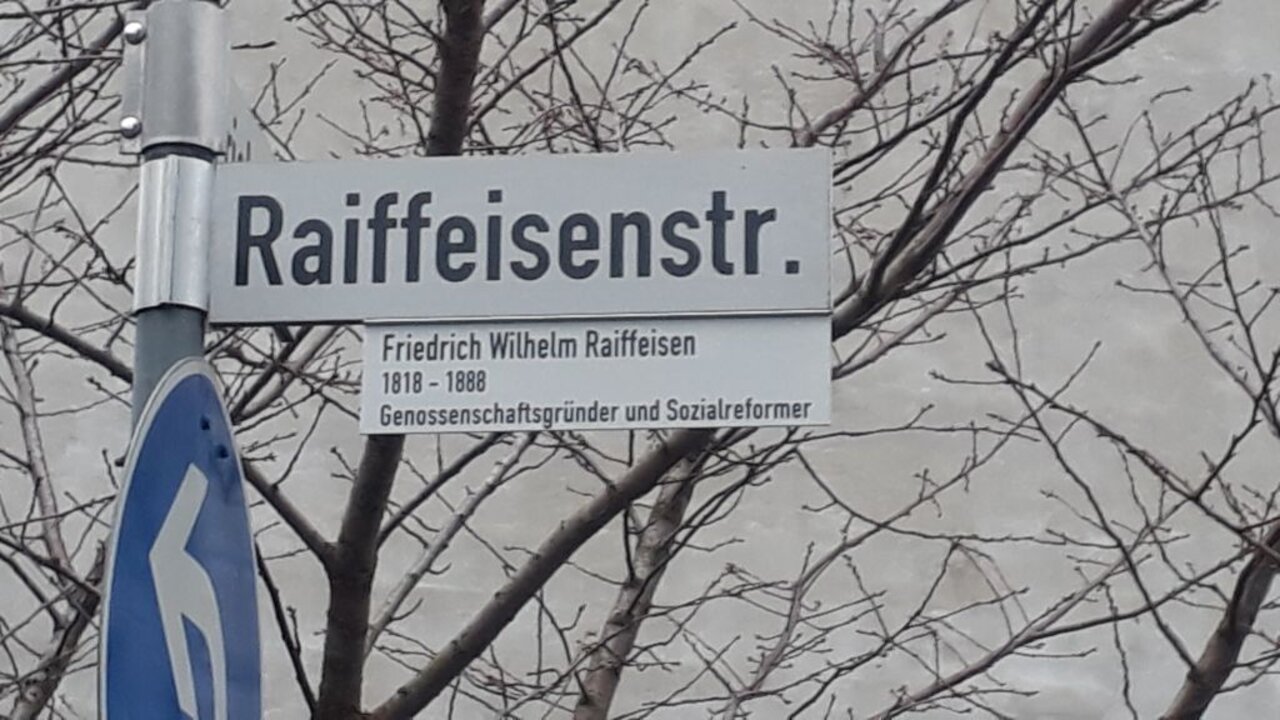 Raiffeisenstr.
Friedrich Wilhelm Raiffeisen
1818 - 1888
Genossenschaftsgründer und Sozialreformer